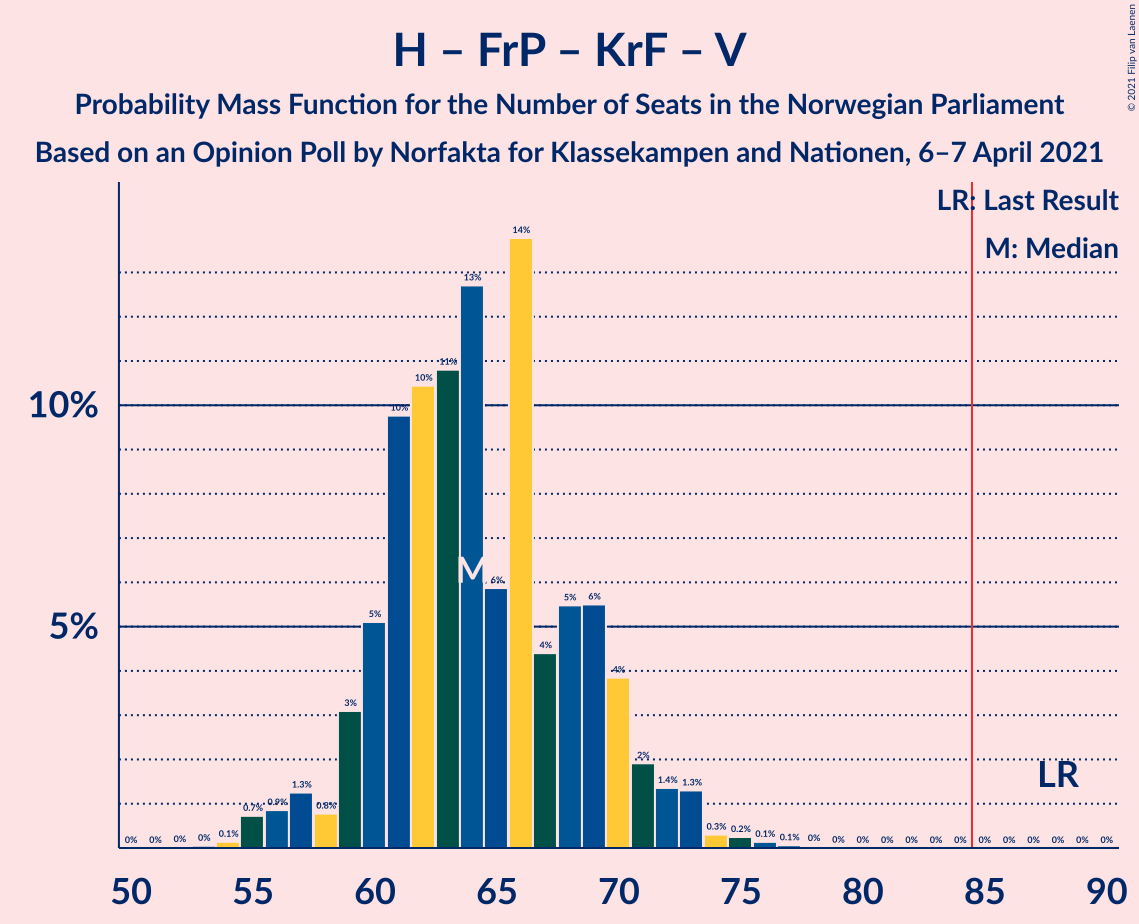 H – FrP – KrF – V
Probability Mass Function for the Number of Seats in the Norwegian Parliament
Based on an Opinion Poll by Norfakta for Klassekampen and Nationen, 6–7 April 2021
© 2021 Filip van Laenen
LR: Last Result
M: Median
10%
5%
0% 0% 0% 0% 0.1% 0.7% 0.9% 1.3% 0.8% 3% 5% 10% 10% 11% 13% 6% 14% 4% 5% 6% 4% 2% 1.4% 1.3% 0.3% 0.2% 0.1% 0.1% 0% 0% 0% 0% 0% 0% 0% 0% 0% 0% 0% 0% 0%
M
LR
50 55 60 65 70 75 80 85 90